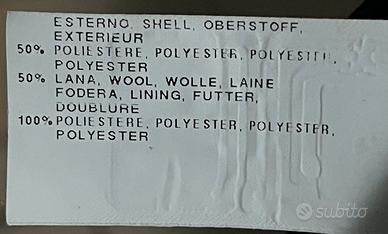 ESTERNO, SHELL, OBERSTOFF,
EXTERIEUR
50% POLIESTERE, POLYESTER, POLYESTER,
POLYESTER
50% LANA, WOOL, WOLLE, LAINE
FODERA, LINING, FUTTER,
DOUBLURE
100% POLIESTERE, POLYESTER, POLYESTER,
POLYESTER
subito